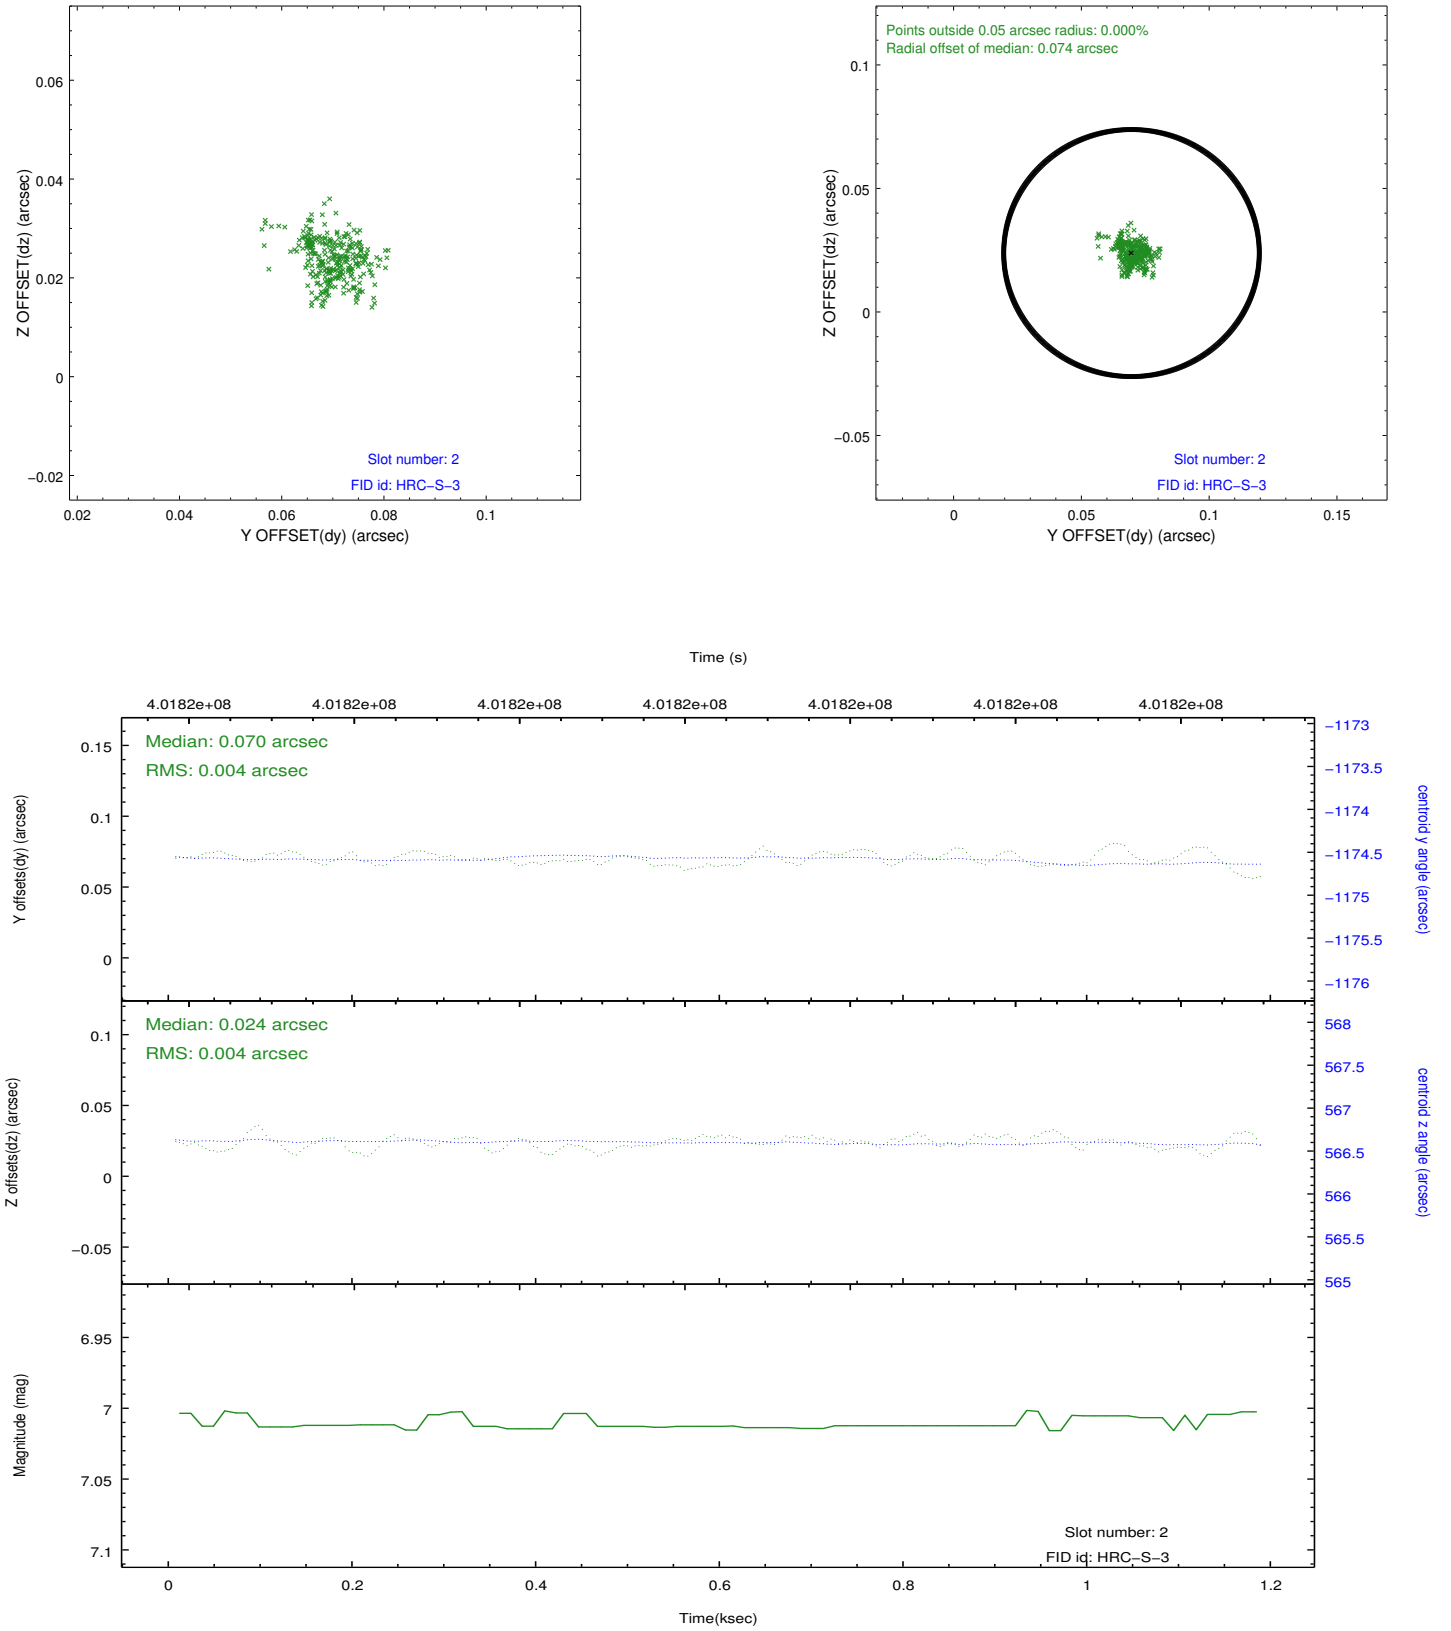 0.06
0.04
0.02
0
−0.02
Z OFFSET(dz) (arcsec)
Slot number: 2
FID id: HRC−S−3
0.02
0.04
0.06
0.08
0.1
Y OFFSET(dy) (arcsec)
Points outside 0.05 arcsec radius: 0.000%
Radial offset of median: 0.074 arcsec
0.1
0.05
0
−0.05
Z OFFSET(dz) (arcsec)
Slot number: 2
FID id: HRC−S−3
0
0.05
0.1
0.15
Y OFFSET(dy) (arcsec)
Time (s)
4.0182e+08
4.0182e+08
4.0182e+08
4.0182e+08
4.0182e+08
4.0182e+08
4.0182e+08
Median: 0.070 arcsec
RMS: 0.004 arcsec
0.15
0.1
0.05
0
Y offsets(dy) (arcsec)
−1173
−1173.5
−1174
−1174.5
−1175
−1175.5
−1176
centroid y angle (arcsec)
Median: 0.024 arcsec
RMS: 0.004 arcsec
0.1
0.05
0
−0.05
Z offsets(dz) (arcsec)
568
567.5
567
566.5
566
565.5
565
centroid z angle (arcsec)
6.95
7
7.05
7.1
Magnitude (mag)
Slot number: 2
FID id: HRC−S−3
0
0.2
0.4
0.6
0.8
1
1.2
Time(ksec)